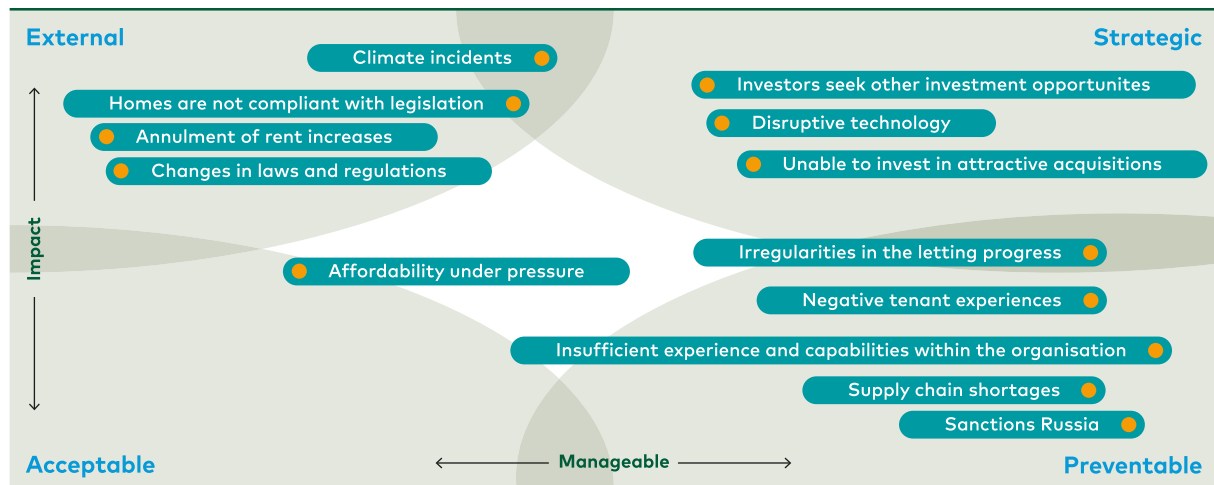 External
Strategic
Climate incidents
Investors seek other investment opportunites
Homes are not compliant with legislation
Disruptive technology
Annulment of rent increases
Unable to invest in attractive acquisitions
Changes in laws and regulations
Impact
Irregularities in the letting progress
Affordability under pressure
Negative tenant experiences
Insufficient experience and capabilities within the organisation
Supply chain shortages
Sanctions Russia
Acceptable
Manageable
Preventable